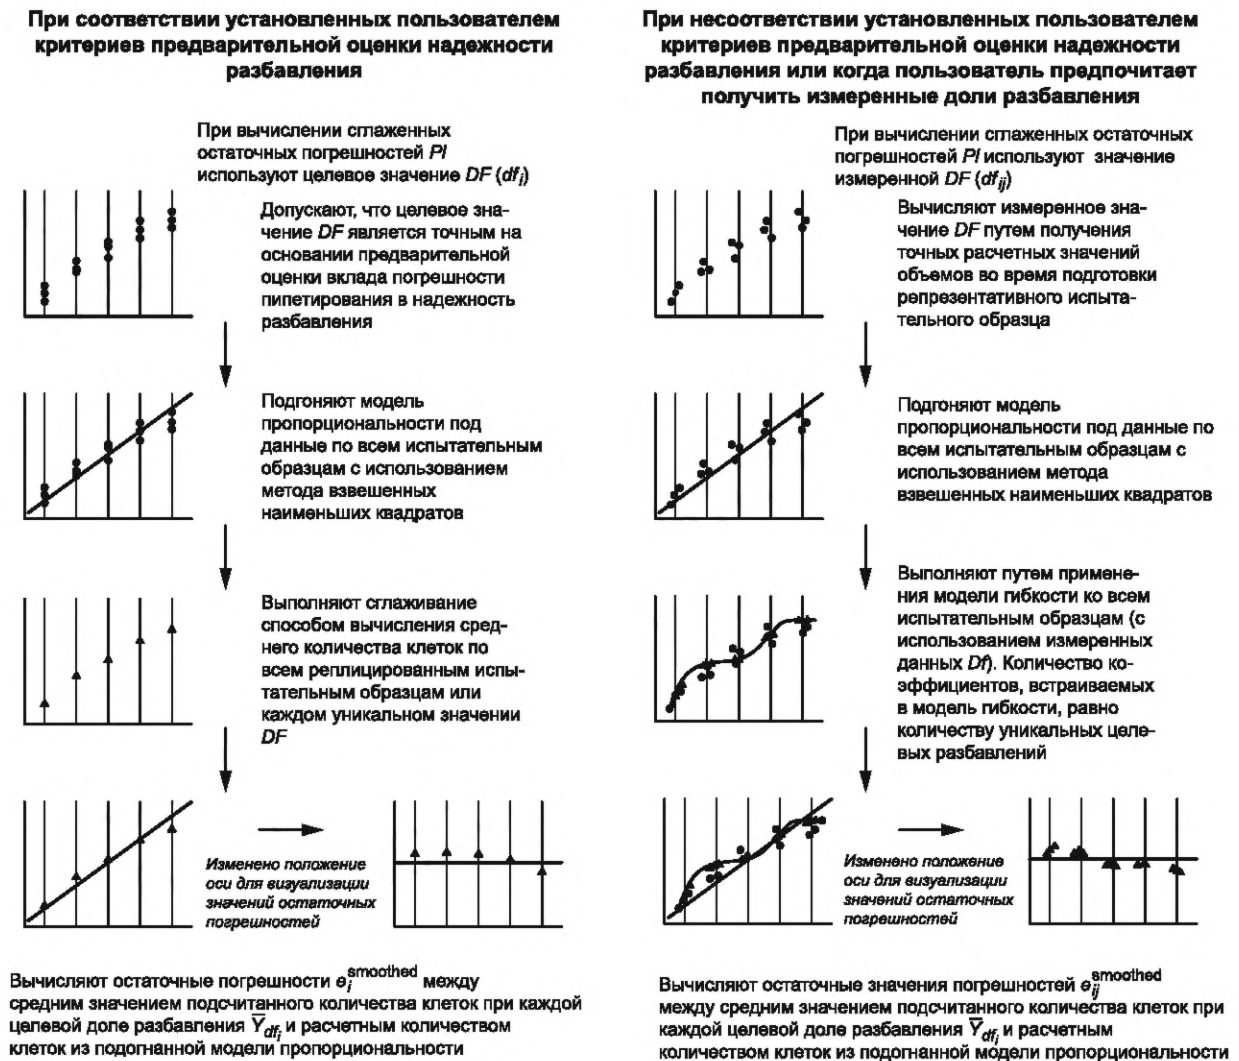 При соответствии установленных пользователем
критериев предварительной оценки надежности
разбавления
При вычислении сглаженных
остаточных погрешностей PI
используют целевое значение DF (dfi)
Допускают, что целевое зна-
чение DF является точным на
основании предварительной
оценки вклада погрешности
пипетирования в надежность
разбавления
Подгоняют модель
пропорциональности под
данные по всем испытательным
образцам с использованием
метода взвешенных
наименьших квадратов
Выполняют сглаживание
способом вычисления сред-
него количества клеток по
всем реплицированным испы-
тательным образцам или
каждом уникальном значении
DF
Изменено положение
оси для визуализации
значений остаточных
погрешностей
Вычисляют остаточные погрешности ei^smoothed между
средним значением подсчитанного количества клеток при каждой
целевой доле разбавления Y̅dfi и расчетным количеством
клеток из подогнанной модели пропорциональности
При несоответствии установленных пользователем
критериев предварительной оценки надежности
разбавления или когда пользователь предпочитает
получить измеренные доли разбавления
При вычислении сглаженных остаточных
погрешностей PI используют значение
измеренной DF (dfij)
Вычисляют измеренное зна-
чение DF путем получения
точных расчетных значений
объемов во время подготовки
репрезентативного испыта-
тельного образца
Подгоняют модель
пропорциональности под данные по
всем испытательным образцам с
использованием метода
взвешенных наименьших квадратов
Выполняют путем примене-
ния модели гибкости ко всем
испытательным образцам (с
использованием измеренных
данных Df). Количество ко-
эффициентов, встраиваемых
в модель гибкости, равно
количеству уникальных целе-
вых разбавлений
Изменено положение
оси для визуализации
значений остаточных
погрешностей
Вычисляют остаточные значения погрешностей eij^smoothed
между средним значением подсчитанного количества клеток при
каждой целевой доле разбавления Y̅dfi и расчетным
количеством клеток из подогнанной модели пропорциональности